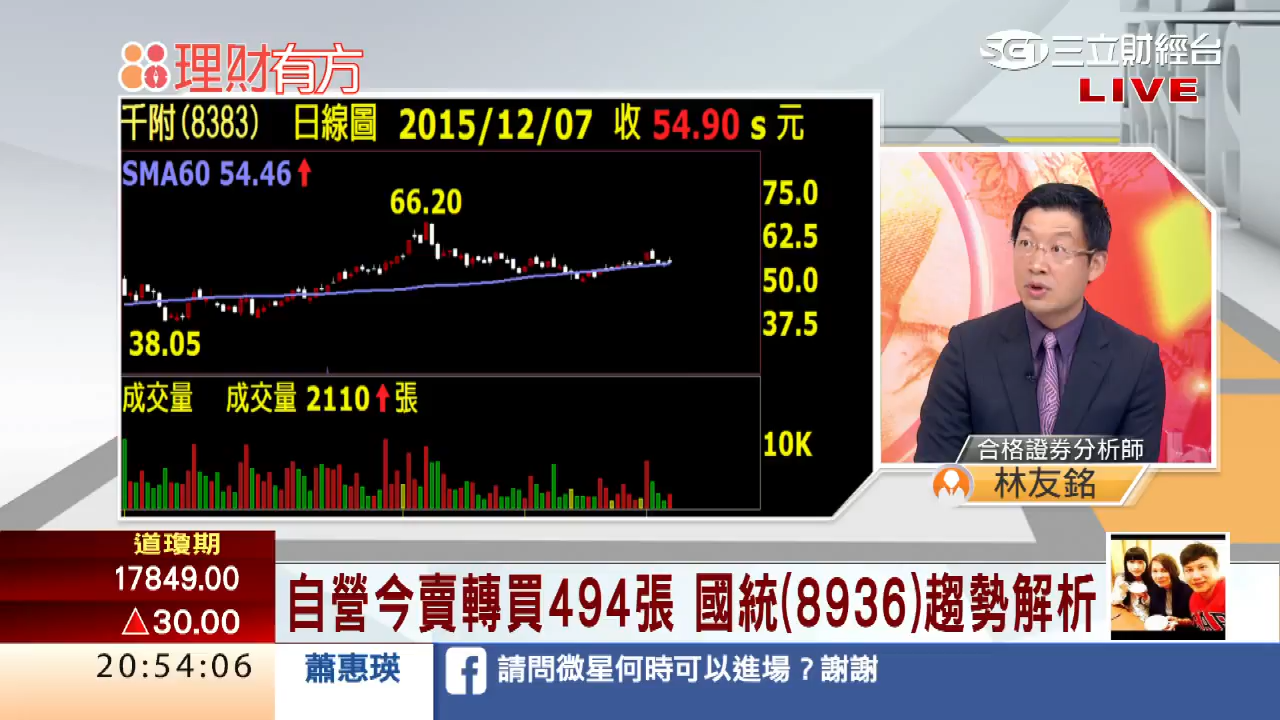 理財有方
SGT 三立財經台
LIVE
千附(8383) 日線圖 2015/12/07 收 54.90 s 元
SMA60 54.46↑
66.20
38.05
75.0
62.5
50.0
37.5
成交量 成交量 2110↑張
10K
合格證券分析師
林友銘
道瓊期
17849.00
△30.00
自營今賣轉買494張 國統(8936)趨勢解析
20:54:06
蕭惠瑛
請問微星何時可以進場？謝謝